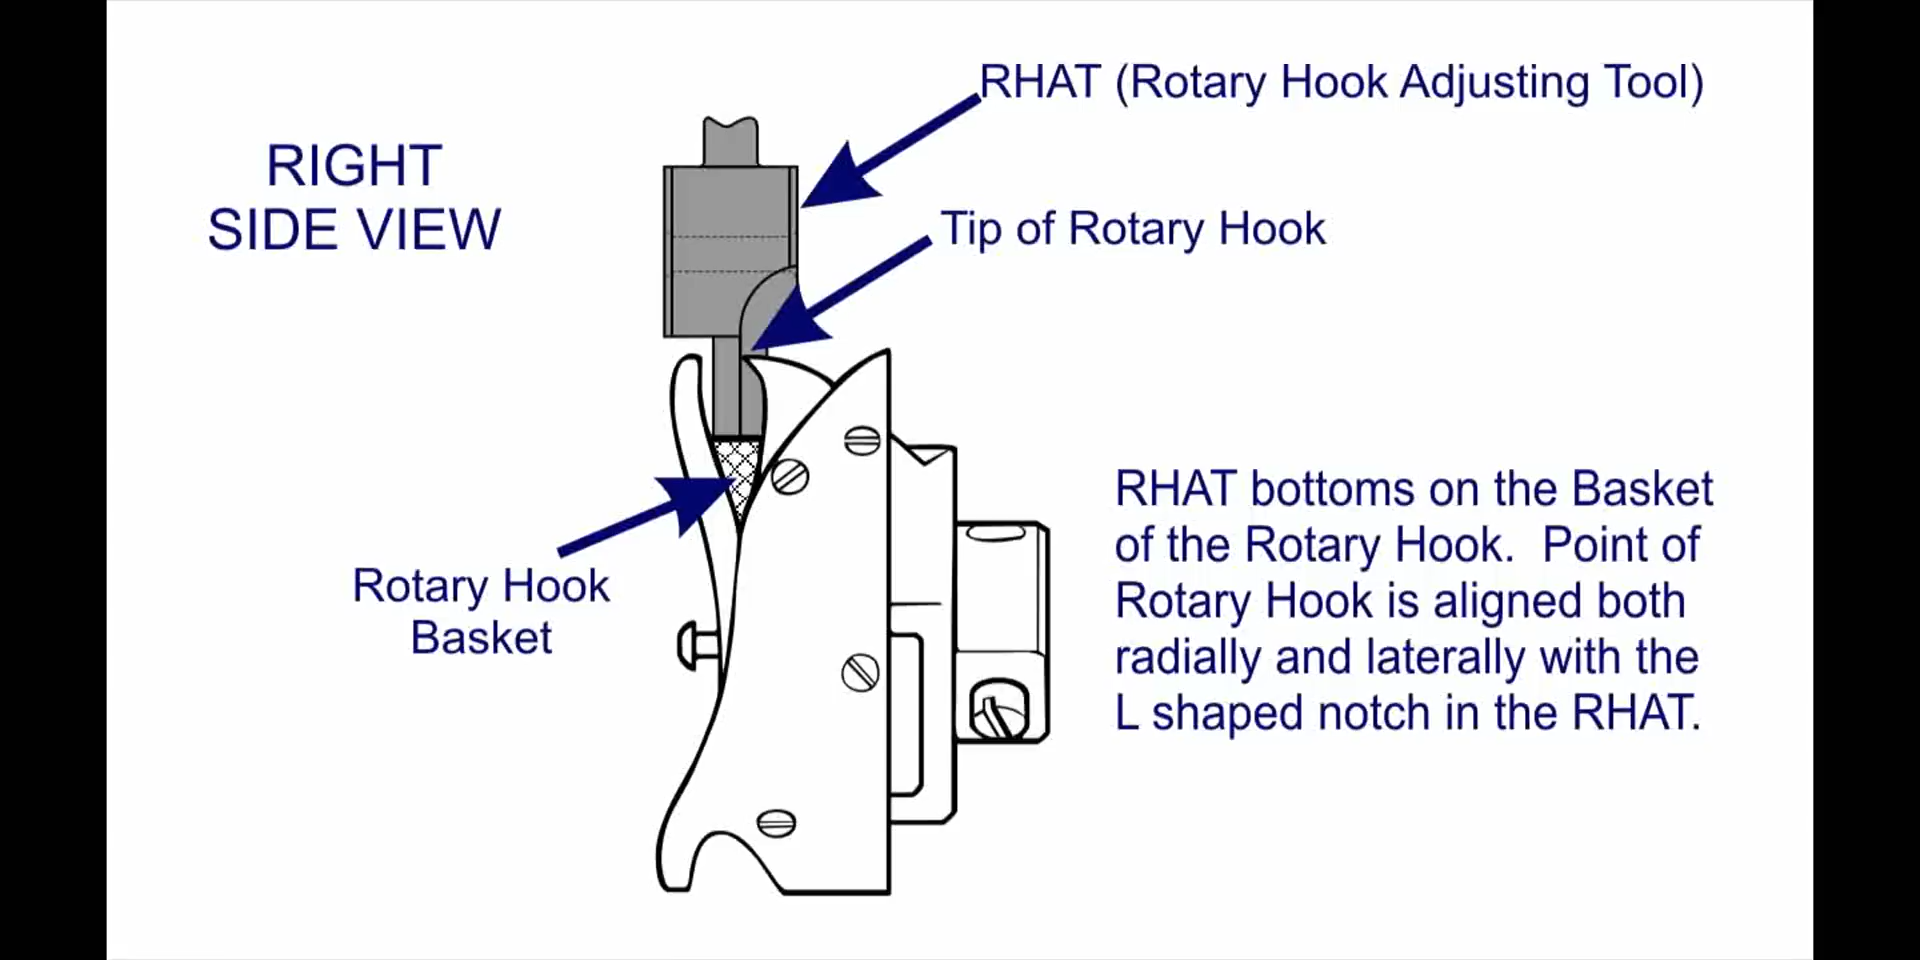 RHAT (Rotary Hook Adjusting Tool)
RIGHT
SIDE VIEW
Tip of Rotary Hook
Rotary Hook
Basket
RHAT bottoms on the Basket
of the Rotary Hook.  Point of
Rotary Hook is aligned both
radially and laterally with the
L shaped notch in the RHAT.